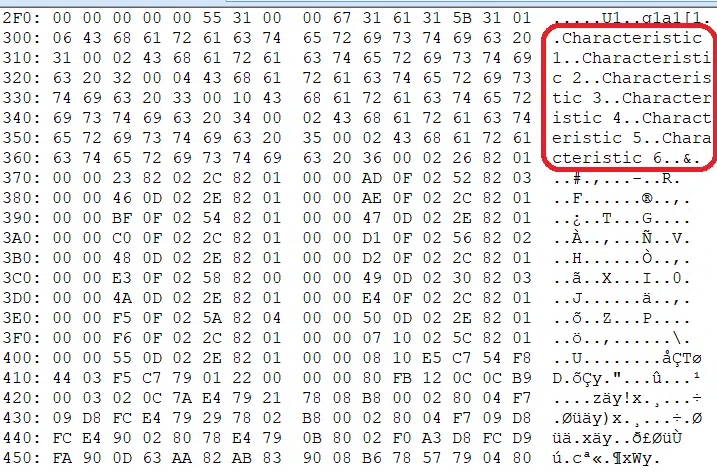 2F0: 00 00 00 00 00 55 31 00 00 67 31 61 31 5B 31 01 .....U1..g1a1[1.
300: 06 43 68 61 72 61 63 74 65 72 69 73 74 69 63 20 .Characteristic
310: 31 00 02 43 68 61 72 61 63 74 65 72 69 73 74 69 1..Characteristi
320: 63 20 32 00 04 43 68 61 72 61 63 74 65 72 69 73 c 2..Characteris
330: 74 69 63 20 33 00 10 43 68 61 72 61 63 74 65 72 tic 3..Character
340: 69 73 74 69 63 20 34 00 02 43 68 61 72 61 63 74 istic 4..Charact
350: 65 72 69 73 74 69 63 20 35 00 02 43 68 61 72 61 eristic 5..Chara
360: 63 74 65 72 69 73 74 69 63 20 36 00 02 26 82 01 cteristic 6..&.
370: 00 00 23 82 02 2C 82 01 00 00 AD 0F 02 52 82 03 ..#.,...-..R.
380: 00 00 46 0D 02 2E 82 01 00 00 AE 0F 02 2C 82 01 ..F......®..,.
390: 00 00 BF 0F 02 54 82 01 00 00 47 0D 02 2E 82 01 ..¿..T...G....
3A0: 00 00 C0 0F 02 2C 82 01 00 00 D1 0F 02 56 82 02 ..À..,...Ñ..V.
3B0: 00 00 48 0D 02 2E 82 01 00 00 D2 0F 02 2C 82 01 ..H......Ò..,.
3C0: 00 00 E3 0F 02 58 82 00 00 00 49 0D 02 30 82 03 ..ã..X...I..0.
3D0: 00 00 4A 0D 02 2E 82 01 00 00 E4 0F 02 2C 82 01 ..J......ä..,.
3E0: 00 00 F5 0F 02 5A 82 04 00 00 50 0D 02 2E 82 01 ..õ..Z...P....
3F0: 00 00 F6 0F 02 2C 82 01 00 00 07 10 02 5C 82 01 ..ö..,......\.
400: 00 00 55 0D 02 2E 82 01 00 00 08 10 E5 C7 54 F8 ..U........åÇTø
410: 44 03 F5 C7 79 01 22 00 00 00 80 FB 12 0C 0C B9 D.õÇy."...û...¹
420: 00 03 02 0C 7A E4 79 21 78 08 B8 00 02 80 04 F7 ....zäy!x.¸...÷
430: 09 D8 FC E4 79 29 78 02 B8 00 02 80 04 F7 09 D8 .Øüäy)x.¸...÷.Ø
440: FC E4 90 02 80 78 E4 79 0B 80 02 F0 A3 D8 FC D9 üä.xäy..ð£ØüÙ
450: FA 90 0D 63 AA 82 AB 83 90 08 B6 78 57 79 04 80 ú.cª«.¶xWy.